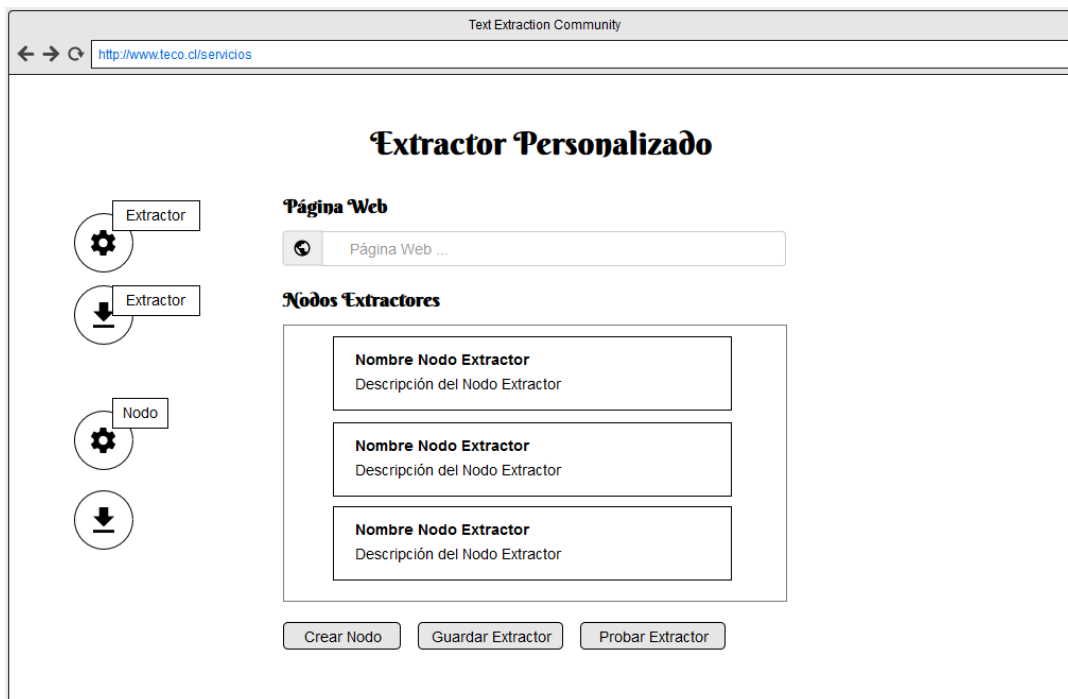 Text Extraction Community
http://www.teco.cl/servicios
Extractor Personalizado
Extractor
Extractor
Nodo
Página Web
Página Web ...
Nodos Extractores
Nombre Nodo Extractor
Descripción del Nodo Extractor
Nombre Nodo Extractor
Descripción del Nodo Extractor
Nombre Nodo Extractor
Descripción del Nodo Extractor
Crear Nodo
Guardar Extractor
Probar Extractor